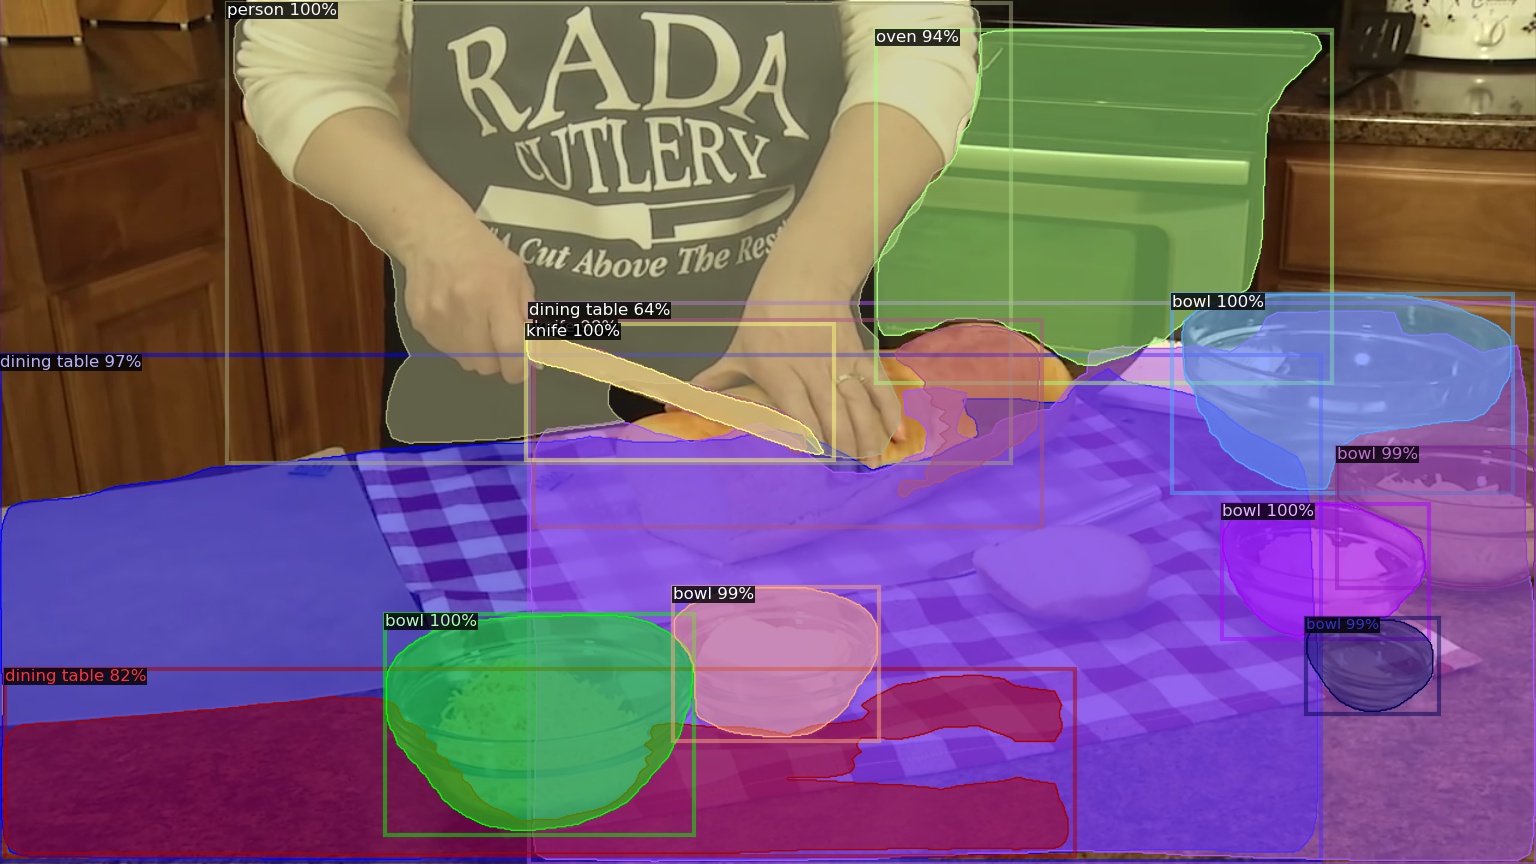 person 100%
oven 94%
RADA
CUTLERY
"A Cut Above The Rest
bowl 100%
dining table 64%
knife 100%
dining table 97%
bowl 99%
bowl 100%
bowl 99%
bowl 100%
bowl 99%
dining table 82%